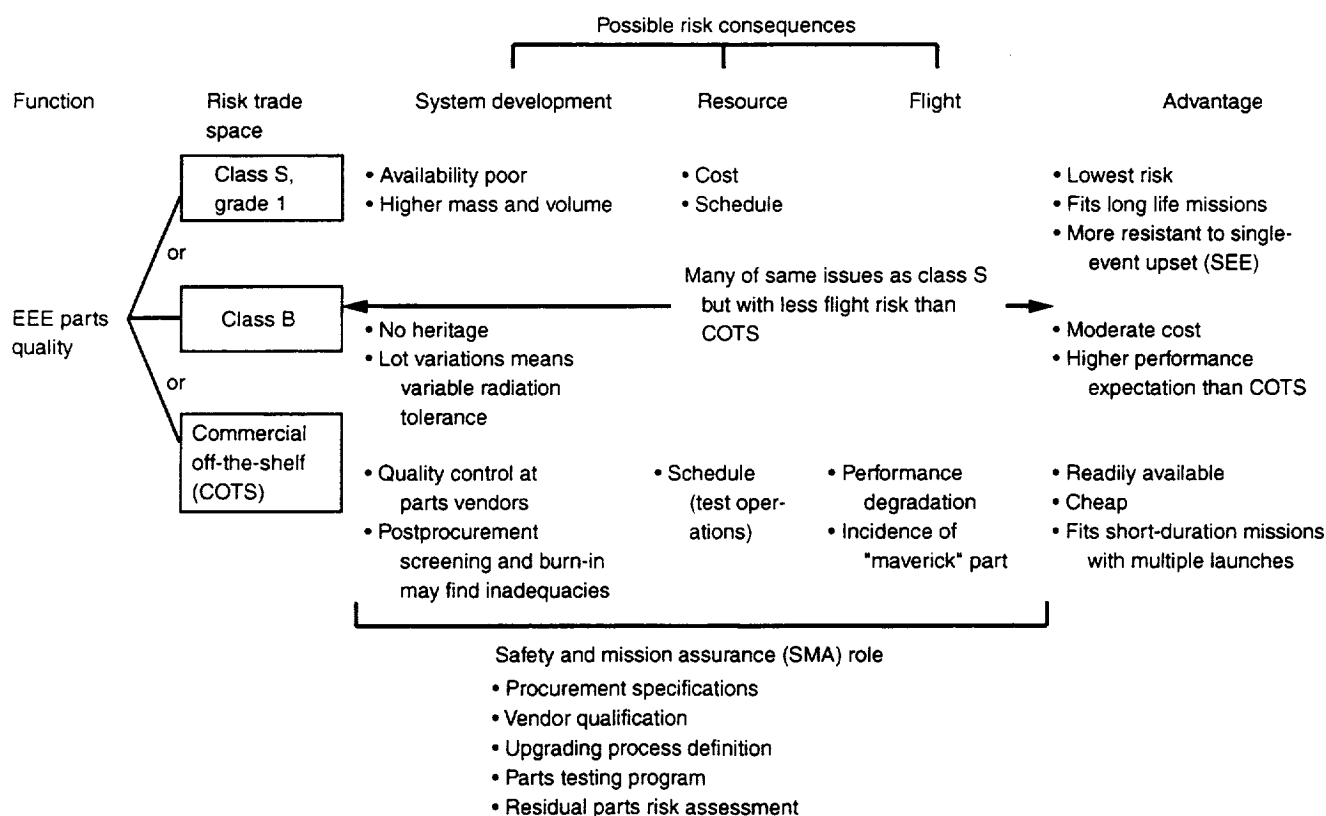 Possible risk consequences
Function
Risk trade
space
System development
Resource
Flight
Advantage
Class S,
grade 1
• Availability poor
• Higher mass and volume
• Cost
• Schedule
• Lowest risk
• Fits long life missions
• More resistant to single-
event upset (SEE)
or
EEE parts
quality
Class B
Many of same issues as class S
but with less flight risk than
COTS
• No heritage
• Lot variations means
variable radiation
tolerance
• Moderate cost
• Higher performance
expectation than COTS
or
Commercial
off-the-shelf
(COTS)
• Quality control at
parts vendors
• Postprocurement
screening and burn-in
may find inadequacies
• Schedule
(test oper-
ations)
• Performance
degradation
• Incidence of
"maverick" part
• Readily available
• Cheap
• Fits short-duration missions
with multiple launches
Safety and mission assurance (SMA) role
• Procurement specifications
• Vendor qualification
• Upgrading process definition
• Parts testing program
• Residual parts risk assessment